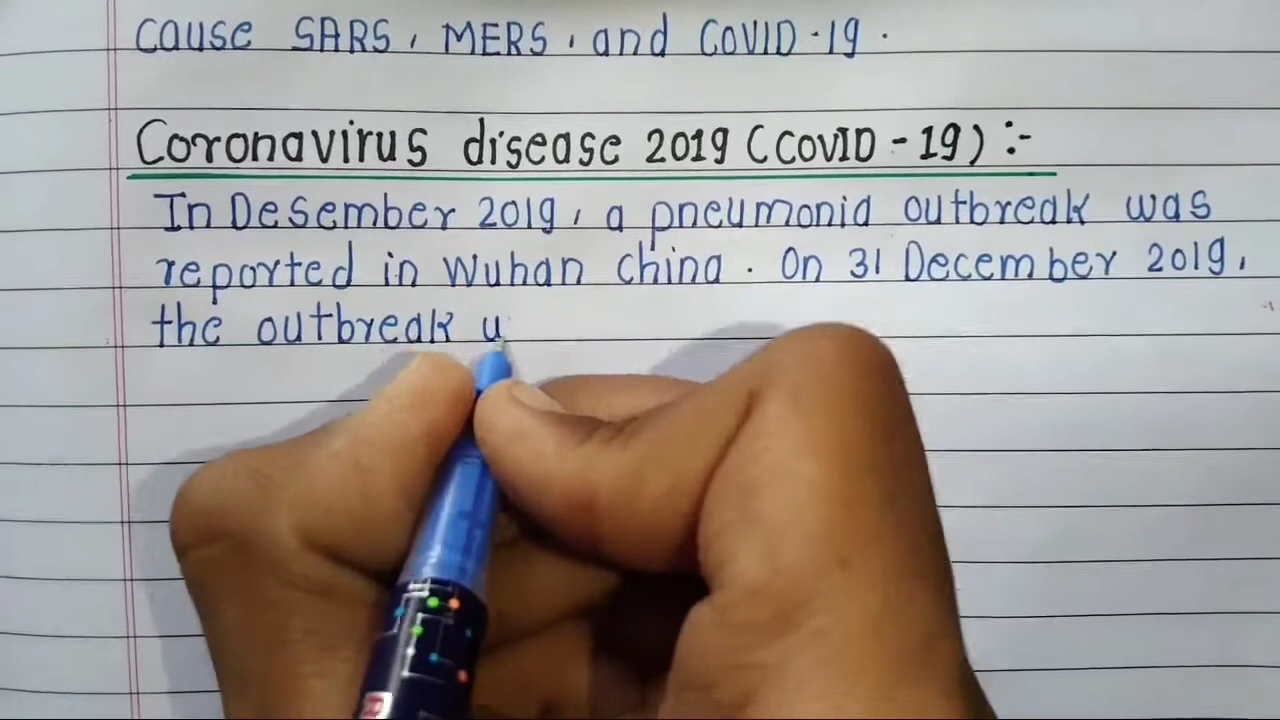 cause SARS, MERS, and COVID-19.
Coronavirus disease 2019 (COVID-19) :-
In Desember 2019, a pneumonid outbreak was
reported in Wuhan China. On 31 December 2019,
the outbreak